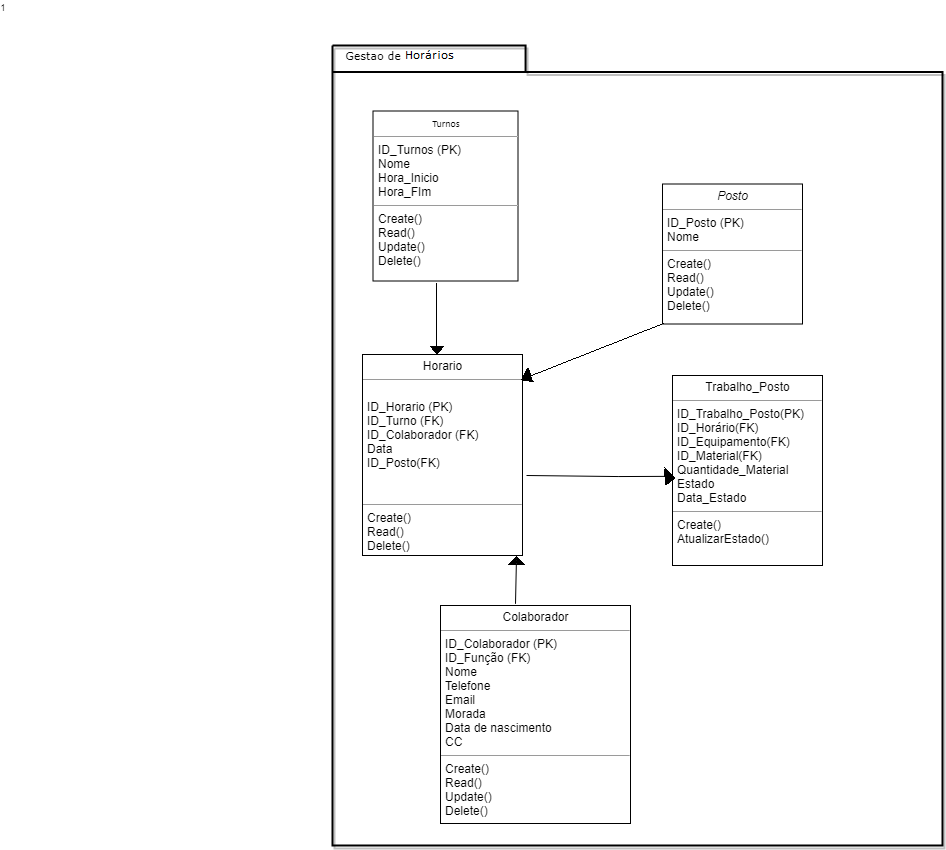 1
Gestao de Horários
Turnos
ID_Turnos (PK)
Nome
Hora_Inicio
Hora_FIm
Create()
Read()
Update()
Delete()
Posto
ID_Posto (PK)
Nome
Create()
Read()
Update()
Delete()
Horario
ID_Horario (PK)
ID_Turno (FK)
ID_Colaborador (FK)
Data
ID_Posto(FK)
Create()
Read()
Delete()
Trabalho_Posto
ID_Trabalho_Posto(PK)
ID_Horário(FK)
ID_Equipamento(FK)
ID_Material(FK)
Quantidade_Material
Estado
Data_Estado
Create()
AtualizarEstado()
Colaborador
ID_Colaborador (PK)
ID_Função (FK)
Nome
Telefone
Email
Morada
Data de nascimento
CC
Create()
Read()
Update()
Delete()